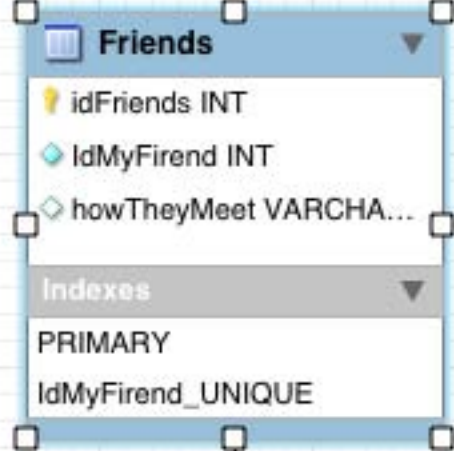 Friends
idFriends INT
IdMyFirend INT
howTheyMeet VARCHA...
Indexes
PRIMARY
IdMyFirend_UNIQUE